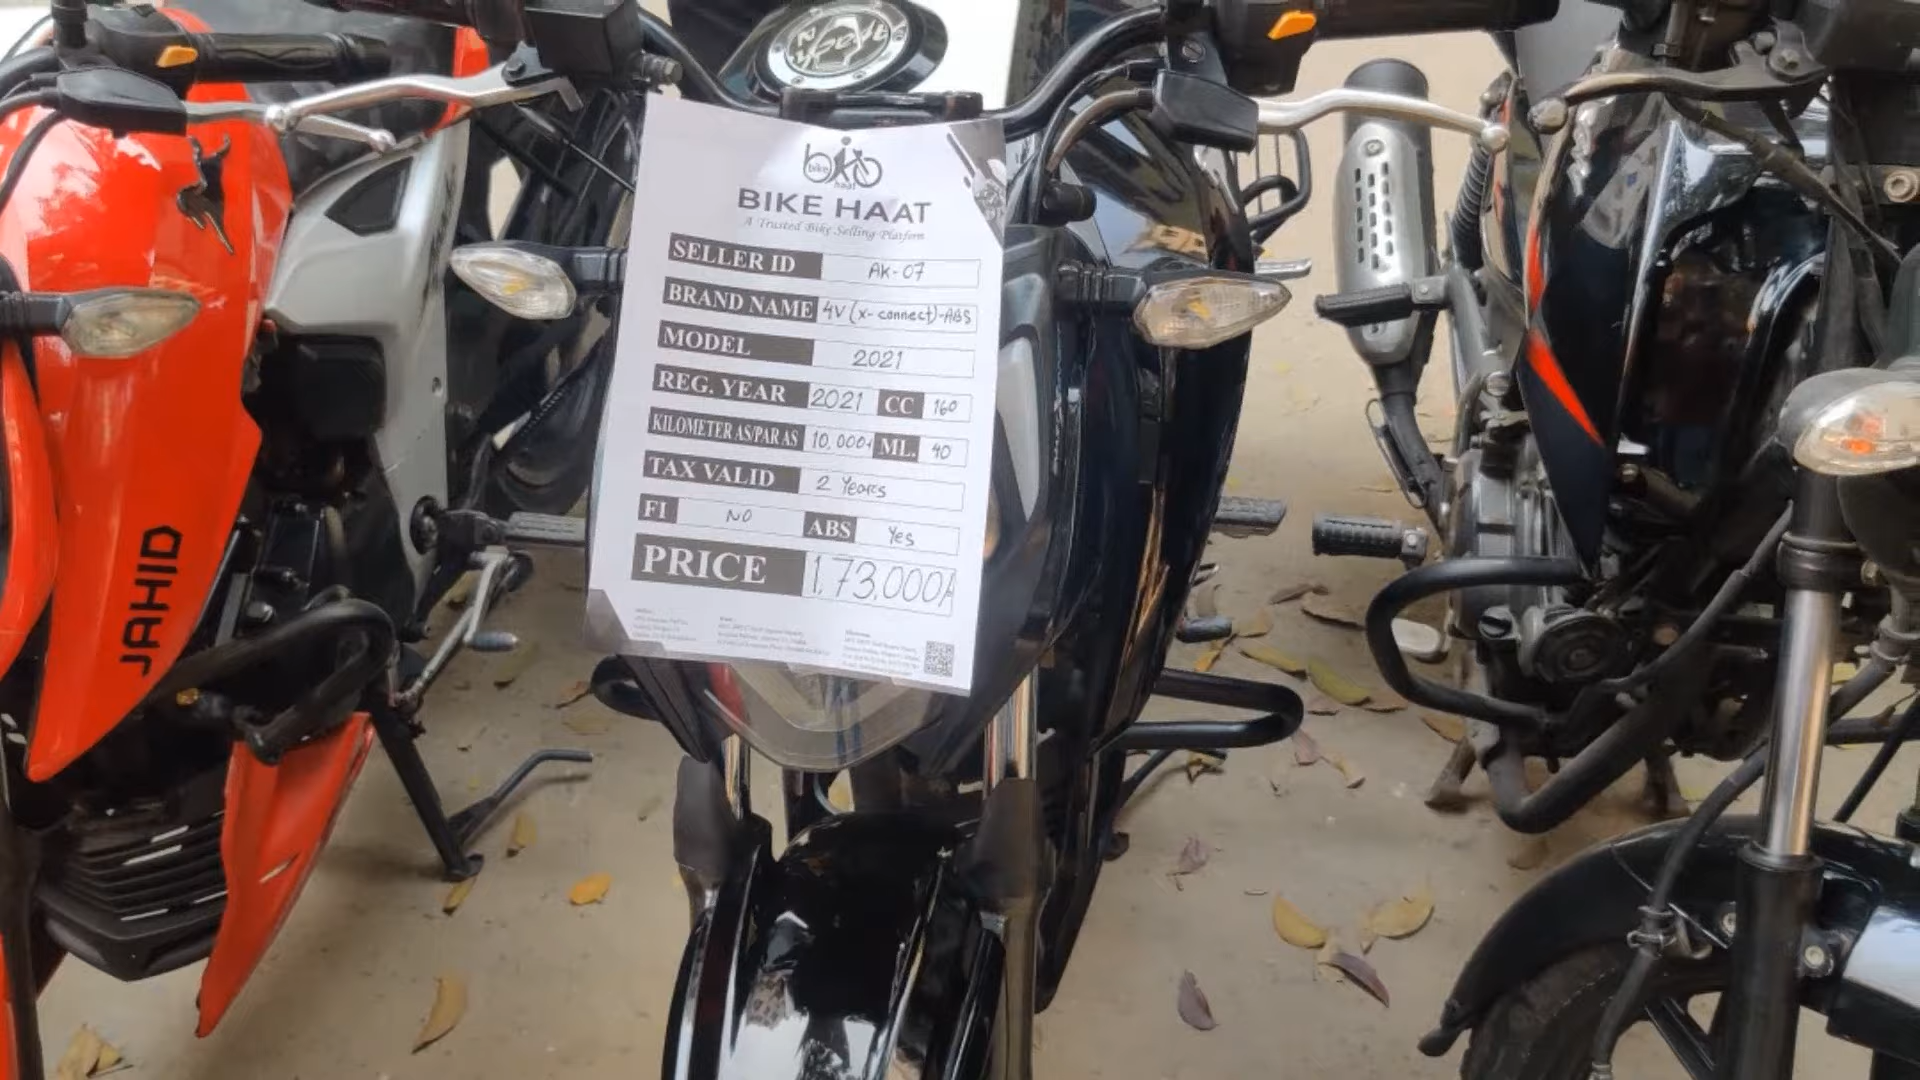 bike
haat
BIKE HAAT
A Trusted Bike Selling Platform
SELLER ID AK-07
BRAND NAME 4V (x-connect)-ABS
MODEL 2021
REG. YEAR 2021 CC 160
KILOMETER AS/PAR AS 10,000+ ML. 40
TAX VALID 2 Years
FI NO ABS Yes
PRICE 1,73,000/-
JAHID